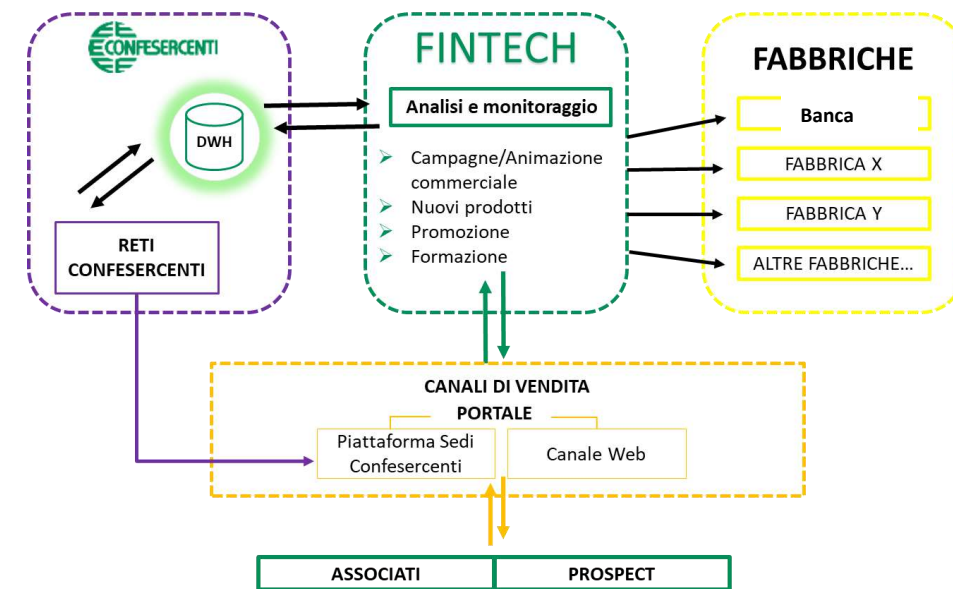 CONFESERCENTI
DWH
RETI
CONFESERCENTI
FINTECH
Analisi e monitoraggio
Campagne/Animazione
commerciale
Nuovi prodotti
Promozione
Formazione
FABBRICHE
Banca
FABBRICA X
FABBRICA Y
ALTRE FABBRICHE...
CANALI DI VENDITA
PORTALE
Piattaforma Sedi
Confesercenti
Canale Web
ASSOCIATI
PROSPECT